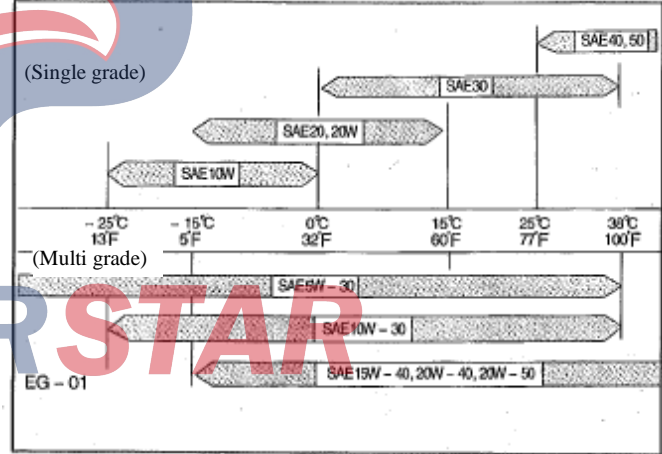 SAE40, 50
(Single grade)
SAE30
SAE20, 20W
SAE10W
– 25°C – 15°C 0°C 15°C 25°C 38°C
13°F 5°F 32°F 60°F 77°F 100°F
(Multi grade)
SAE5W – 30
RSTAR
SAE10W – 30
SAE15W – 40, 20W – 40, 20W – 50
EG – 01